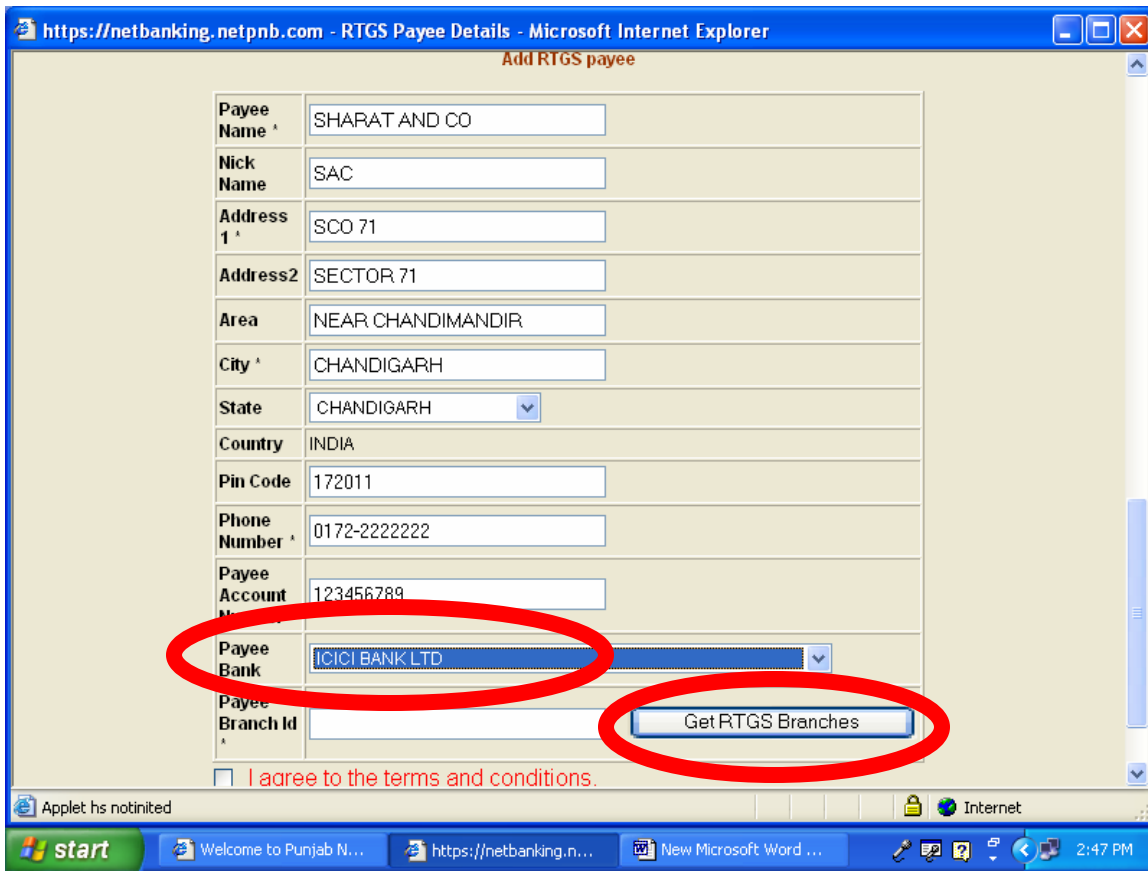 https://netbanking.netpnb.com - RTGS Payee Details - Microsoft Internet Explorer
Add RTGS payee
Payee
Name * SHARAT AND CO
Nick
Name SAC
Address
1 * SCO 71
Address2 SECTOR 71
Area NEAR CHANDIMANDIR
City * CHANDIGARH
State CHANDIGARH
Country INDIA
Pin Code 172011
Phone
Number * 0172-2222222
Payee
Account 123456789
Payee
Bank ICICI BANK LTD
Payee
Branch Id Get RTGS Branches
*
I agree to the terms and conditions.
Applet hs notinited Internet
start Welcome to Punjab N... https://netbanking.n... New Microsoft Word ... 2:47 PM